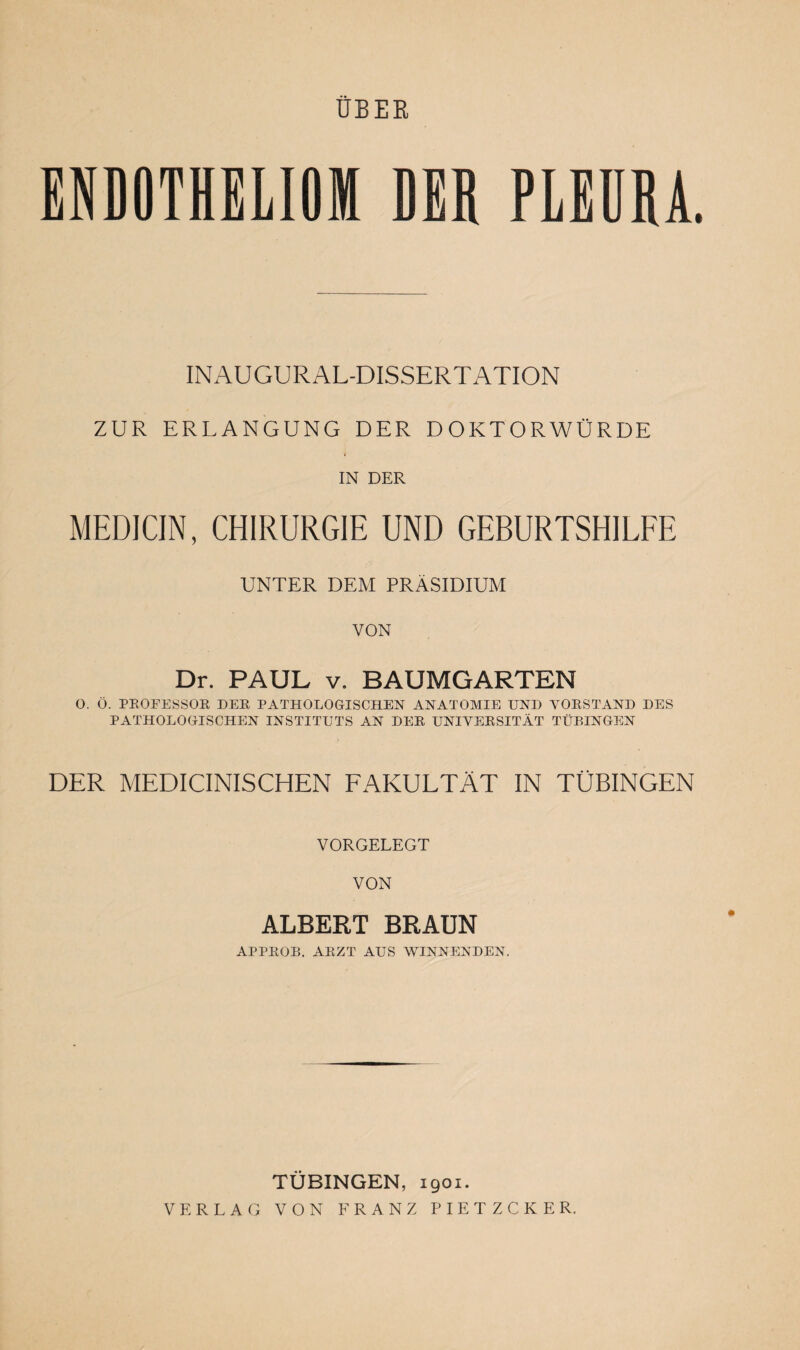 ÜBER
ENDOTHELIOM DER PLEURA.
INAUGURAL-DISSERTATION
ZUR ERLANGUNG DER DOKTORWÜRDE
IN DER
MEDICIN, CHIRURGIE UND GEBURTSHILFE
UNTER DEM PRÄSIDIUM
VON
Dr. PAUL v. BAUMGARTEN
O. Ö. PROFESSOR DER PATHOLOGISCHEN ANATOMIE UND VORSTAND DES
PATHOLOGISCHEN INSTITUTS AN DER UNIVERSITÄT TÜBINGEN
DER MEDICINISCHEN FAKULTÄT IN TÜBINGEN
VORGELEGT
VON
ALBERT BRAUN
APPROB. ARZT AUS WINNENDEN.
TÜBINGEN, 1901.
VERLAG VON FRANZ PIETZCKER.